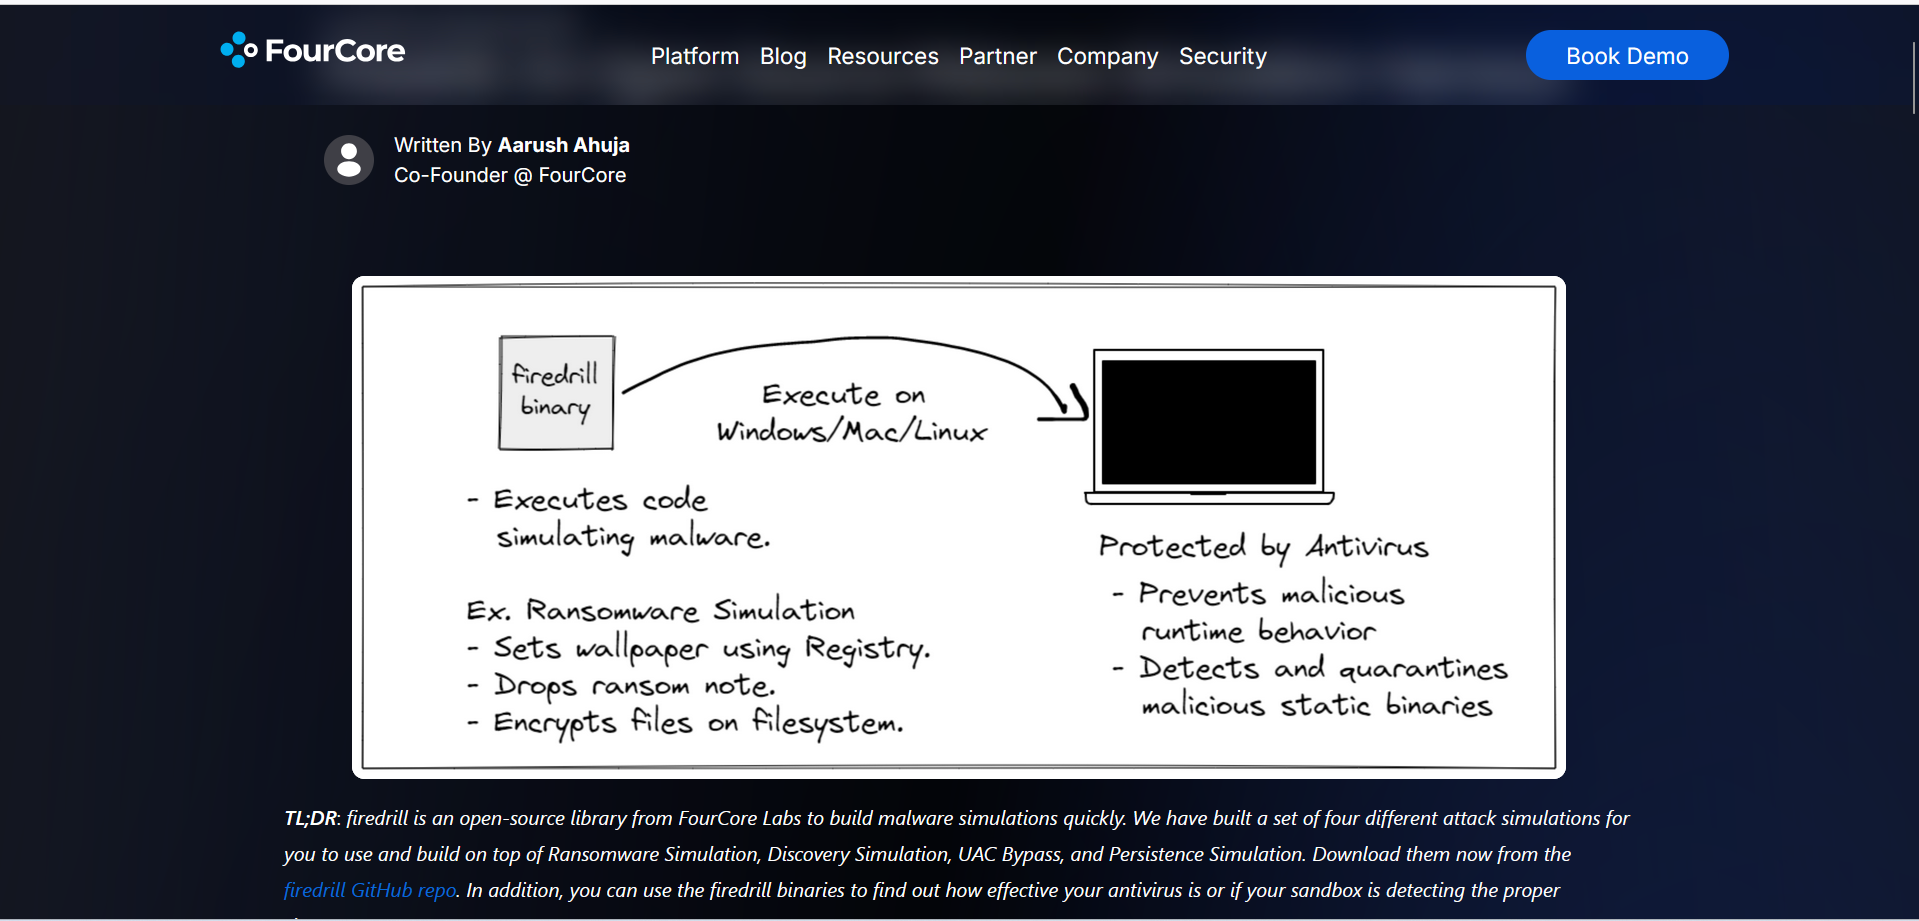 FourCore
Platform Blog Resources Partner Company Security
Book Demo
Written By Aarush Ahuja
Co-Founder @ FourCore
firedrill
binary
Execute on
Windows/Mac/Linux
- Executes code
simulating malware.
Ex. Ransomware Simulation
- Sets wallpaper using Registry.
- Drops ransom note.
- Encrypts files on filesystem.
Protected by Antivirus
- Prevents malicious
runtime behavior
- Detects and quarantines
malicious static binaries
TL;DR: firedrill is an open-source library from FourCore Labs to build malware simulations quickly. We have built a set of four different attack simulations for
you to use and build on top of Ransomware Simulation, Discovery Simulation, UAC Bypass, and Persistence Simulation. Download them now from the
firedrill GitHub repo. In addition, you can use the firedrill binaries to find out how effective your antivirus is or if your sandbox is detecting the proper